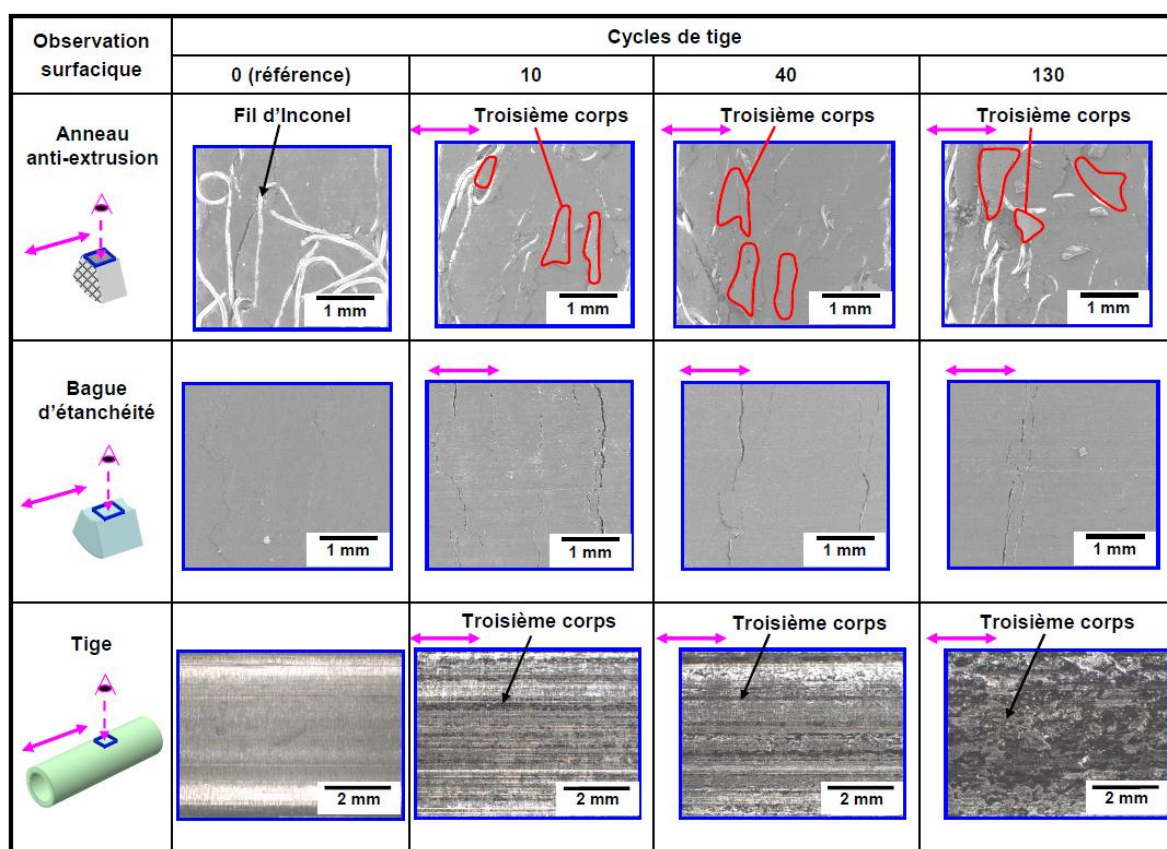 Observation
surfacique
Cycles de tige
0 (référence)
10
40
130
Anneau
anti-extrusion
Fil d’Inconel
1 mm
Troisième corps
1 mm
Troisième corps
1 mm
Troisième corps
1 mm
Bague
d’étanchéité
1 mm
1 mm
1 mm
1 mm
Tige
2 mm
Troisième corps
2 mm
Troisième corps
2 mm
Troisième corps
2 mm